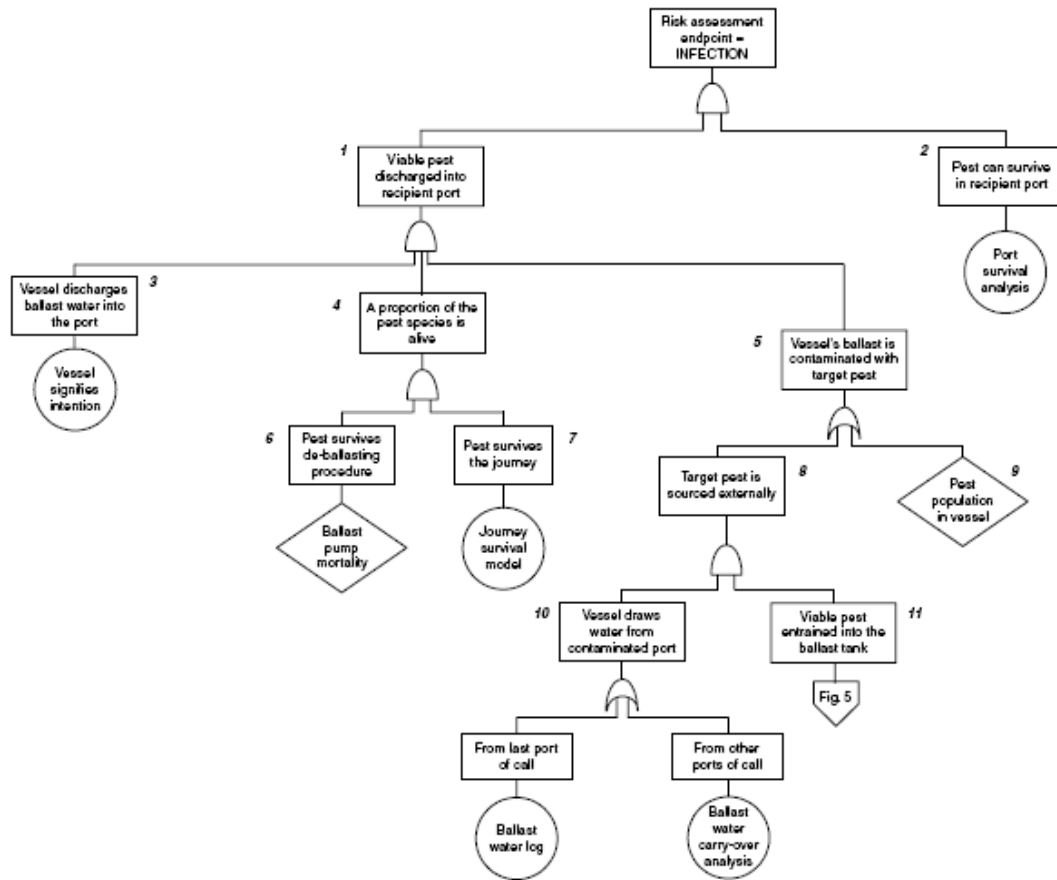 Risk assessment
endpoint =
INFECTION
1
Viable pest
discharged into
recipient port
2
Pest can survive
in recipient port
Port
survival
analysis
3
Vessel discharges
ballast water into
the port
Vessel
signifies
intention
4
A proportion of the
pest species is
alive
5
Vessel's ballast is
contaminated with
target pest
6
Pest survives
de-ballasting
procedure
Ballast
pump
mortality
7
Pest survives
the journey
Journey
survival
model
8
Target pest is
sourced externally
9
Pest
population
in vessel
10
Vessel draws
water from
contaminated port
11
Viable pest
entrained into the
ballast tank
Fig. 5
From last port
of call
From other
ports of call
Ballast
water log
Ballast
water
carry-over
analysis